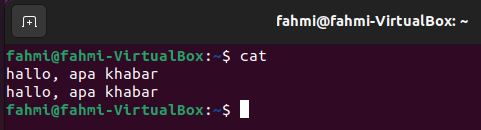 fahmi@fahmi-VirtualBox: ~
fahmi@fahmi-VirtualBox:~$ cat
hallo, apa khabar
hallo, apa khabar
fahmi@fahmi-VirtualBox:~$